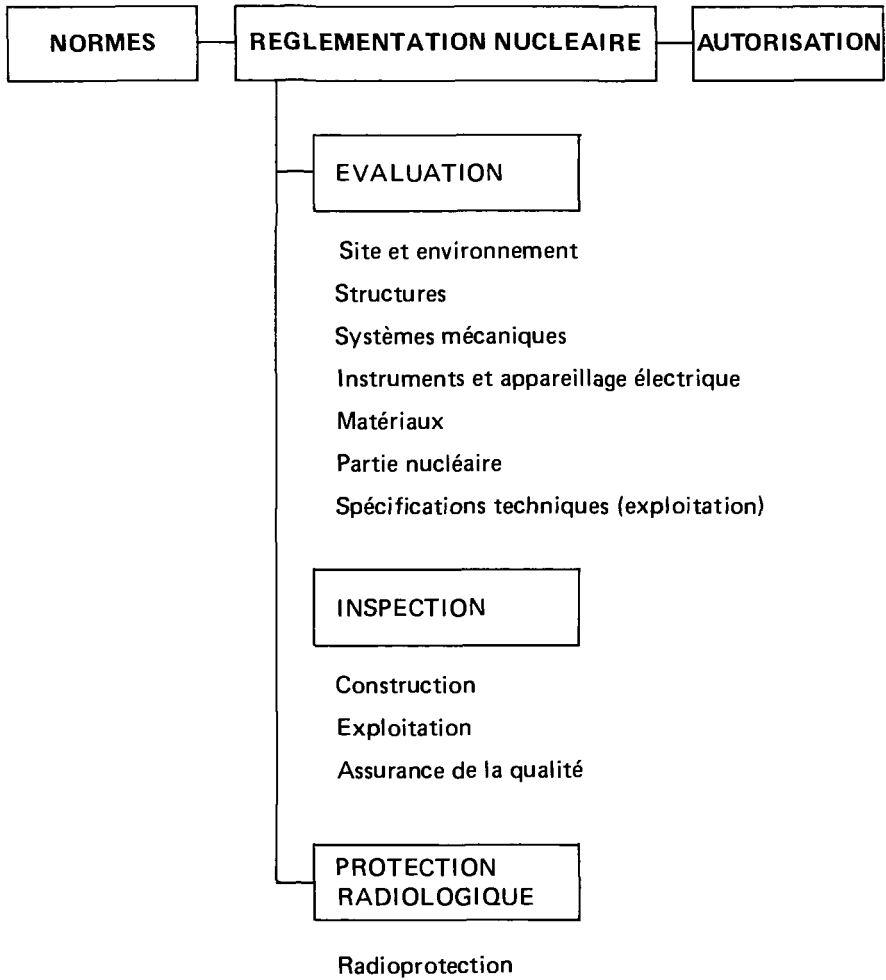 NORMES
REGLEMENTATION NUCLEAIRE
AUTORISATION
EVALUATION
Site et environnement
Structures
Systèmes mécaniques
Instruments et appareillage électrique
Matériaux
Partie nucléaire
Spécifications techniques (exploitation)
INSPECTION
Construction
Exploitation
Assurance de la qualité
PROTECTION
RADIOLOGIQUE
Radioprotection